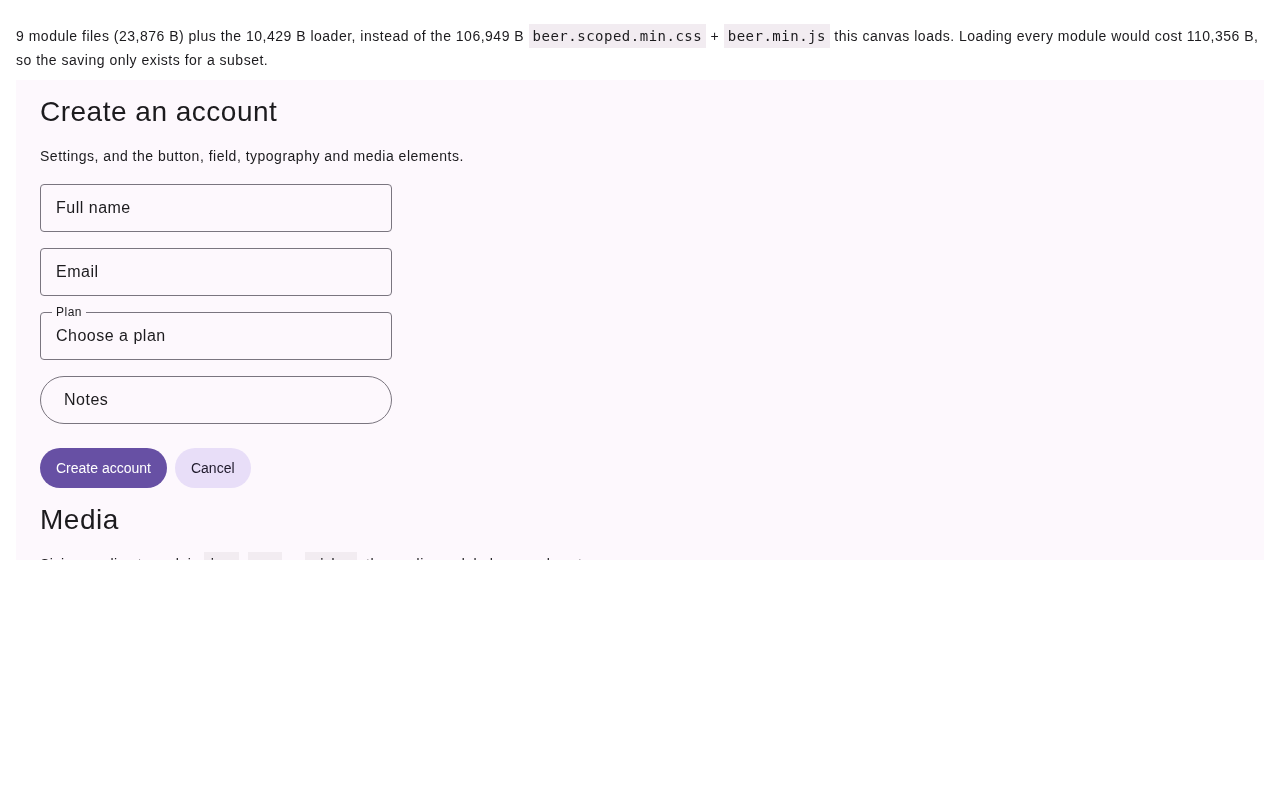 9 module files (23,876 B) plus the 10,429 B loader, instead of the 106,949 B beer.scoped.min.css + beer.min.js this canvas loads. Loading every module would cost 110,356 B,
so the saving only exists for a subset.
Create an account
Settings, and the button, field, typography and media elements.
Full name
Email
Plan
Choose a plan
Notes
Create account
Cancel
Media